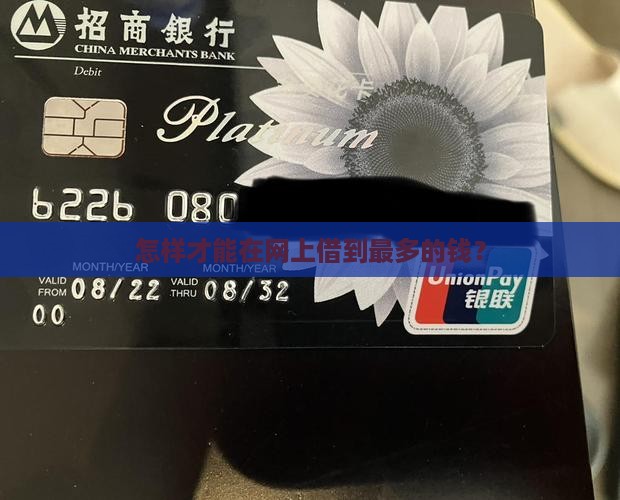 招商銀行
CHINA MERCHANTS BANK
Debit
Platinum
6226 080
怎样才能在网上借到最多的钱？
MONTH/YEAR MONTH/YEAR
VALID FROM 08/22 VALID THRU 08/32
00
UnionPay
银联